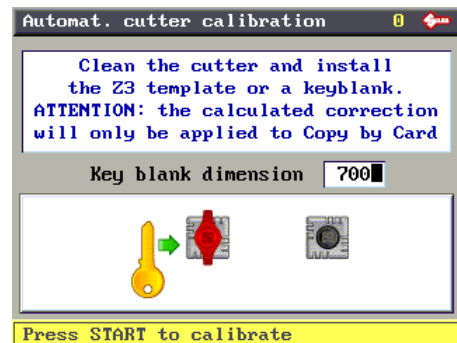 Automat. cutter calibration 0
Clean the cutter and install
the Z3 template or a keyblank.
ATTENTION: the calculated correction
will only be applied to Copy by Card
Key blank dimension 700
Press START to calibrate